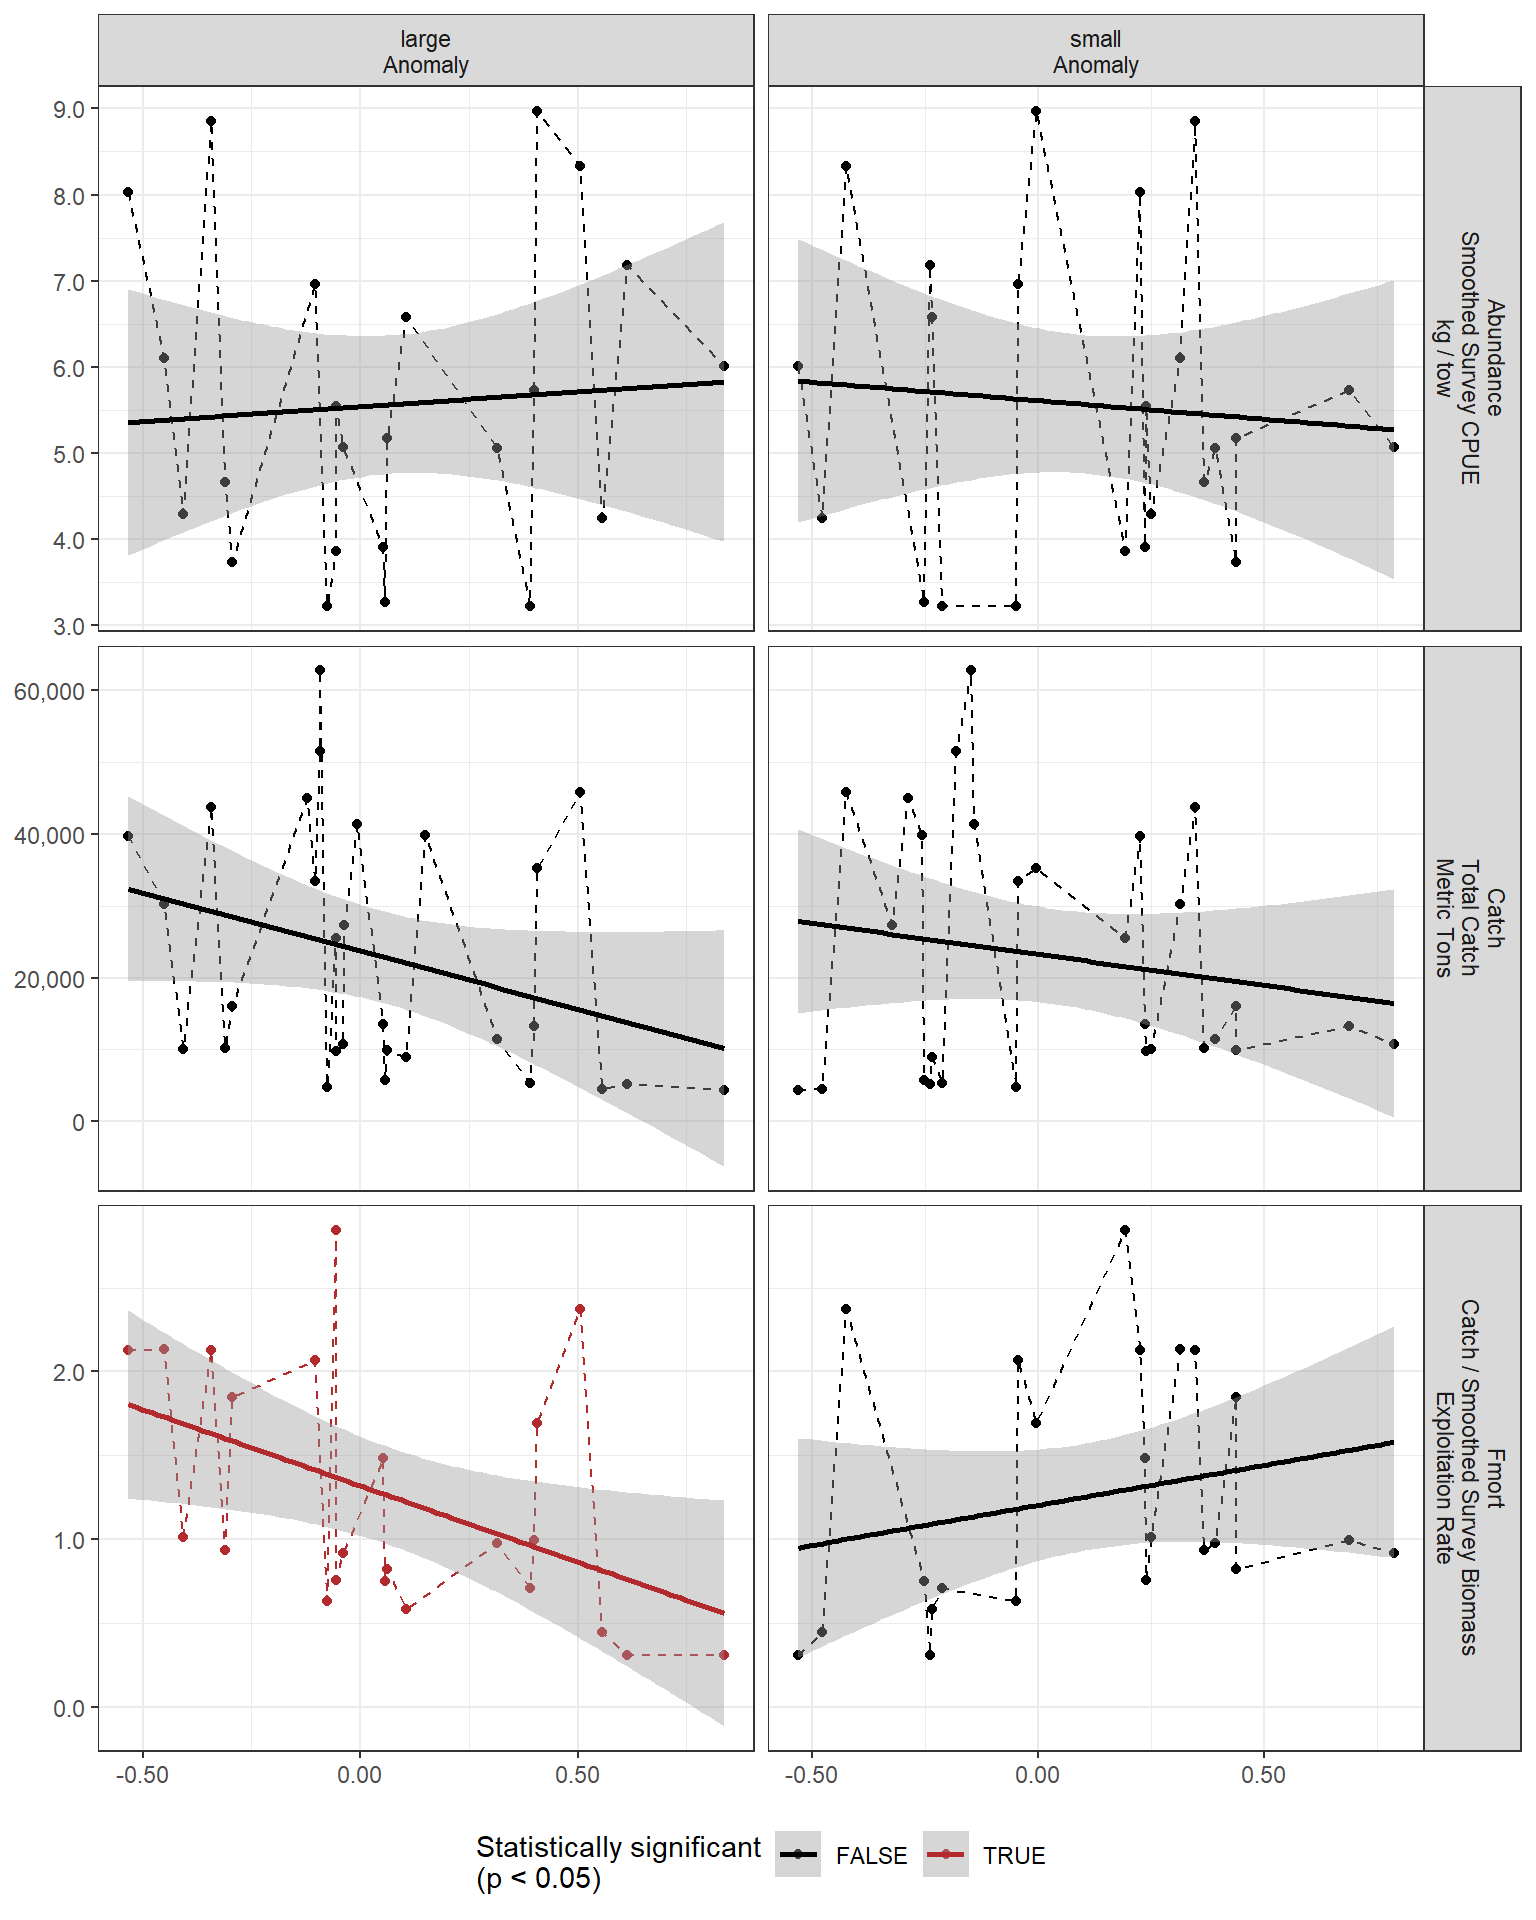 large
Anomaly
small
Anomaly
9.0
8.0
7.0
6.0
5.0
4.0
3.0
Abundance
Smoothed Survey CPUE
kg / tow
60,000
40,000
20,000
0
Catch
Total Catch
Metric Tons
2.0
1.0
0.0
Fmort
Catch / Smoothed Survey Biomass
Exploitation Rate
-0.50 0.00 0.50
-0.50 0.00 0.50
Statistically significant
(p < 0.05)
FALSE
TRUE